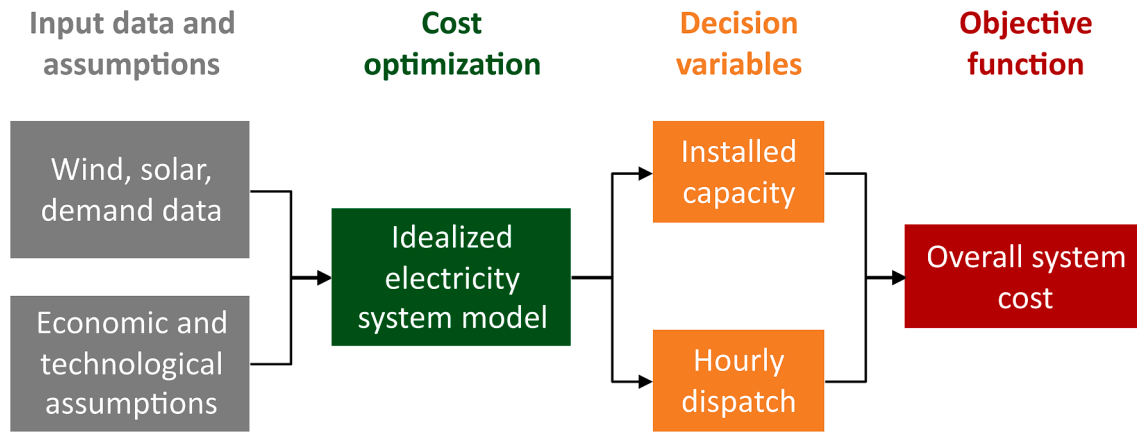 Input data and
assumptions
Cost
optimization
Decision
variables
Objective
function
Wind, solar,
demand data
Economic and
technological
assumptions
Idealized
electricity
system model
Installed
capacity
Hourly
dispatch
Overall system
cost